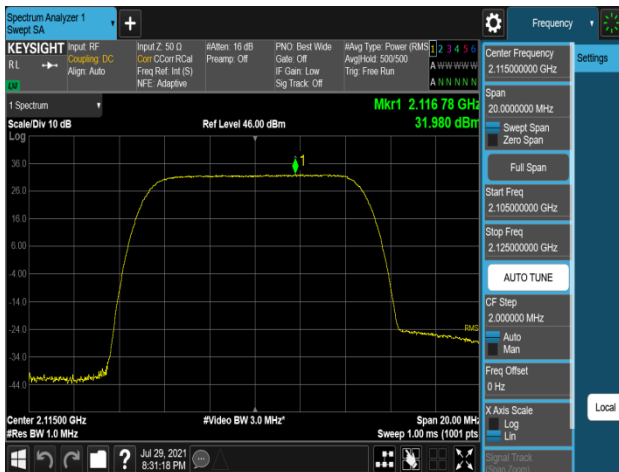 Spectrum Analyzer 1
Swept SA
+
Frequency
KEYSIGHT
RL
LXI
Input: RF
Coupling: DC
Align: Auto
Input Z: 50 Ω
Corr CCorr RCal
Freq Ref: Int (S)
NFE: Adaptive
#Atten: 16 dB
Preamp: Off
PNO: Best Wide
Gate: Off
IF Gain: Low
Sig Track: Off
#Avg Type: Power (RMS
Avg|Hold: 500/500
Trig: Free Run
1 2 3 4 5 6
A W W W W W
A N N N N N
1 Spectrum
Scale/Div 10 dB
Log
Ref Level 46.00 dBm
Mkr1 2.116 78 GHz
31.980 dBm
36.0
26.0
16.0
6.00
-4.00
-14.0
-24.0
-34.0
-44.0
1
RMS
Center 2.11500 GHz
#Res BW 1.0 MHz
#Video BW 3.0 MHz*
Span 20.00 MHz
Sweep 1.00 ms (1001 pts
Jul 29, 2021
8:31:18 PM
?
Center Frequency
2.115000000 GHz
Span
20.0000000 MHz
Swept Span
Zero Span
Full Span
Start Freq
2.105000000 GHz
Stop Freq
2.125000000 GHz
AUTO TUNE
CF Step
2.000000 MHz
Auto
Man
Freq Offset
0 Hz
X Axis Scale
Log
Lin
Signal Track
(Span Zoom)
Settings
Local